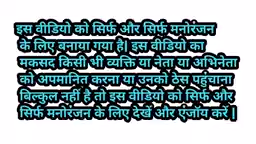 इस वीडियो को सिर्फ और सिर्फ मनोरंजन
के लिए बनाया गया है| इस वीडियो का
मकसद किसी भी व्यक्ति या नेता या अभिनेता
को अपमानित करना या उनको ठेस पहुंचाना
बिल्कुल नहीं है तो इस वीडियो को सिर्फ और
सिर्फ मनोरंजन के लिए देखें और एंजॉय करें |